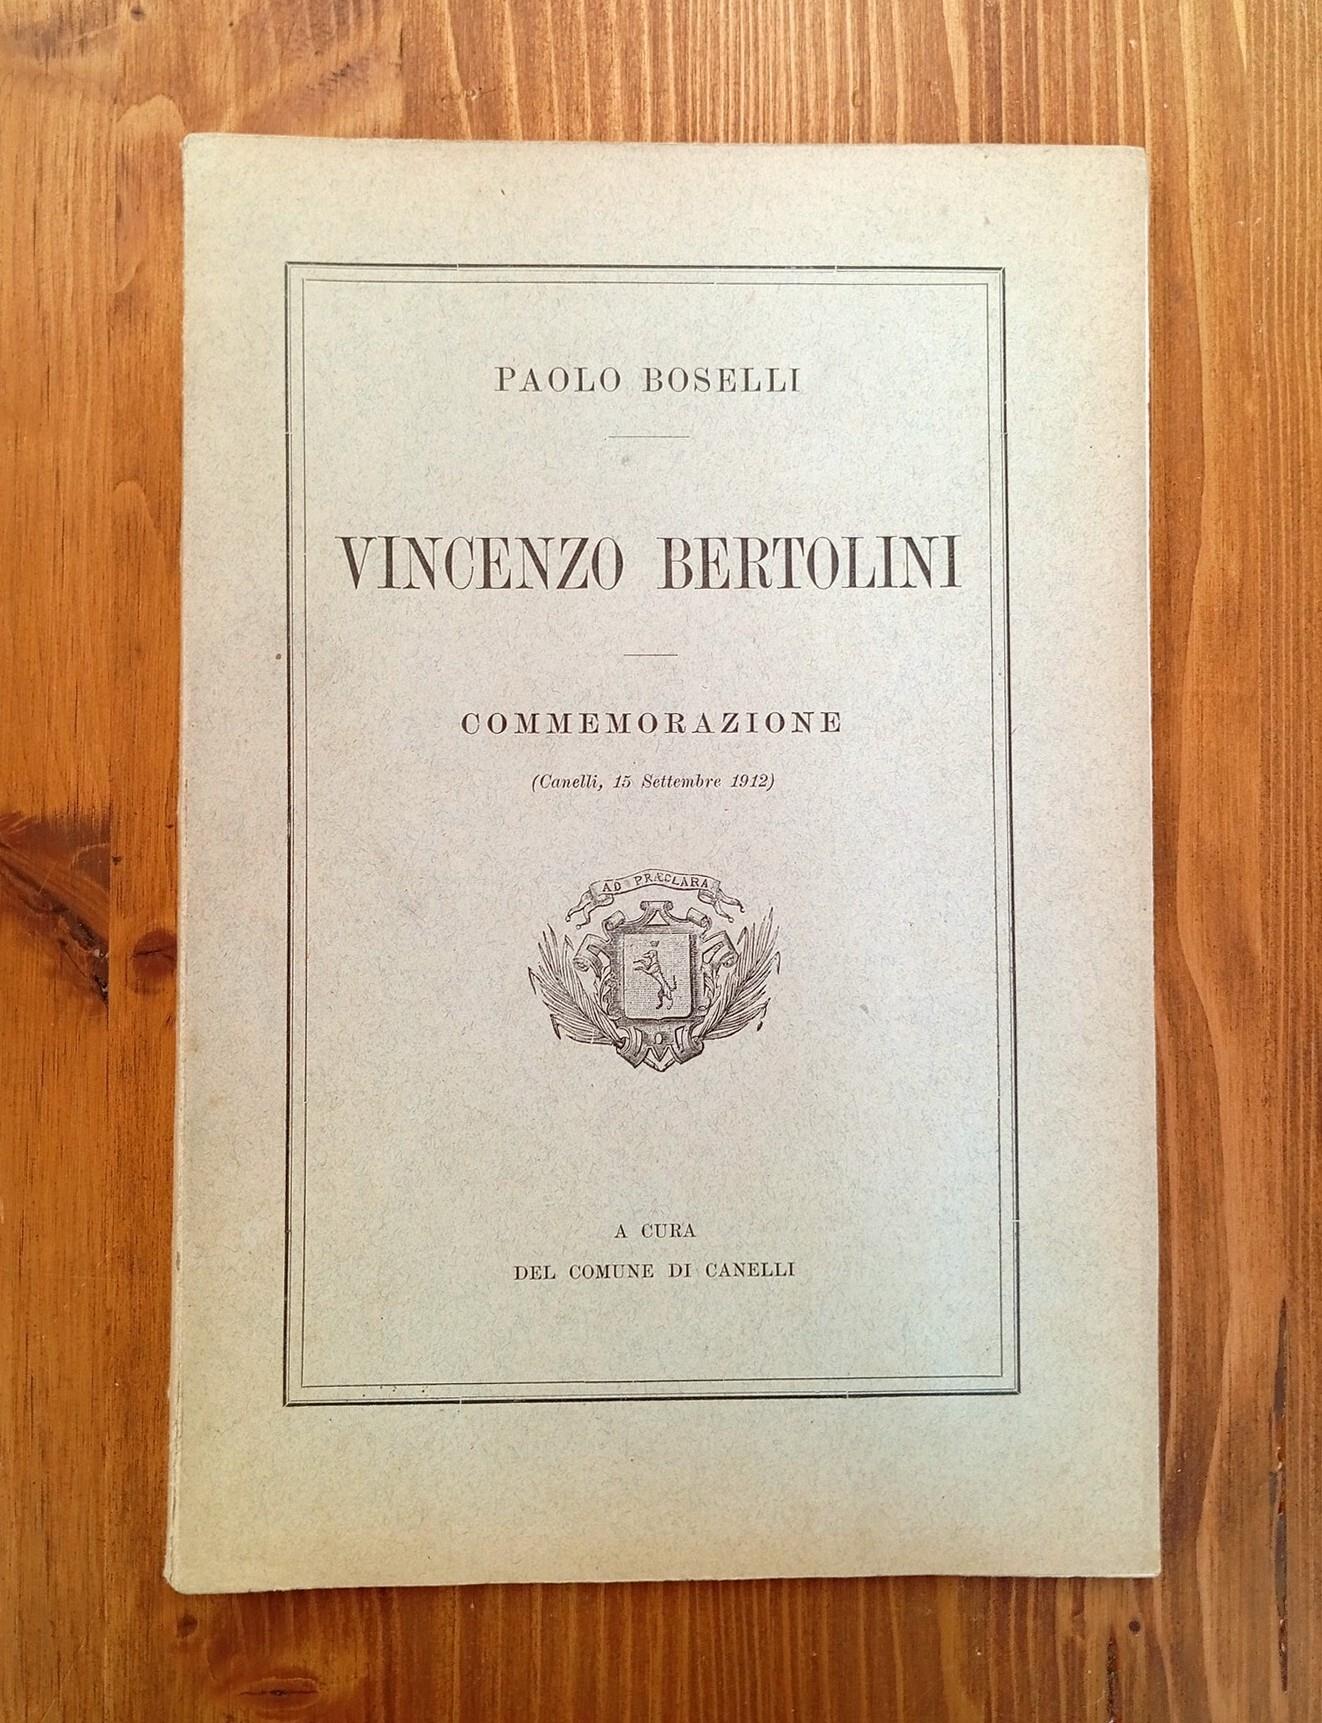 PAOLO BOSELLI
VINCENZO BERTOLINI
COMMEMORAZIONE
(Canelli, 15 Settembre 1912)
AD PRÆCLARA
A CURA
DEL COMUNE DI CANELLI